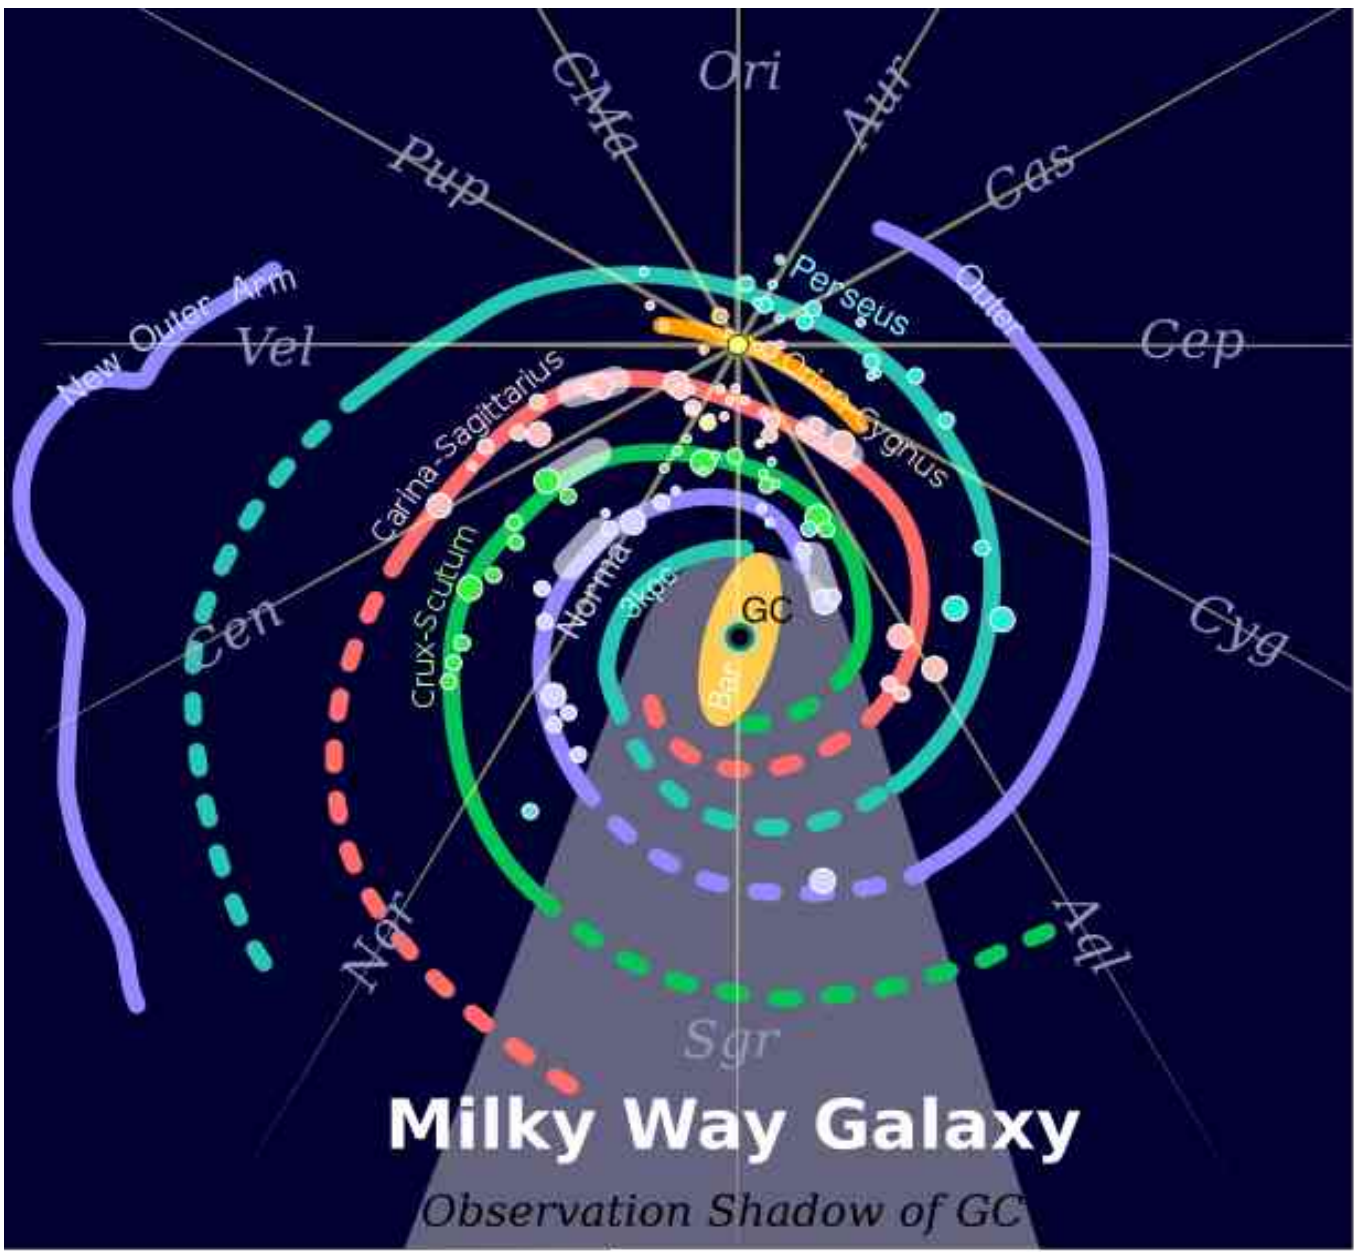 Ori
CMa
Aur
Pup
Cas
Perseus
Outer
New Outer Arm
Vel
Cep
Orion Cygnus
Carina-Sagittarius
Crux-Scutum
Norma
3kpc
GC
Bar
Cen
Cyg
Nor
Aql
Sgr
Milky Way Galaxy
Observation Shadow of GC